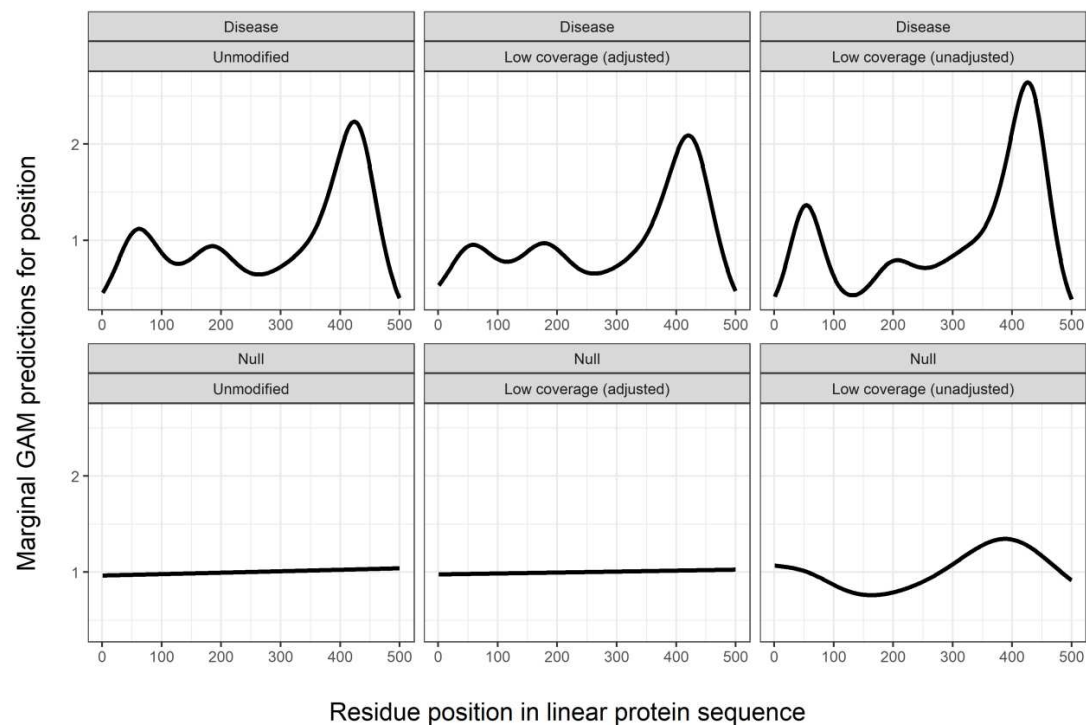 Disease
Disease
Disease
Unmodified
Low coverage (adjusted)
Low coverage (unadjusted)
2
1
0 100 200 300 400 500
0 100 200 300 400 500
0 100 200 300 400 500
Null
Null
Null
Unmodified
Low coverage (adjusted)
Low coverage (unadjusted)
2
1
0 100 200 300 400 500
0 100 200 300 400 500
0 100 200 300 400 500
Marginal GAM predictions for position
Residue position in linear protein sequence